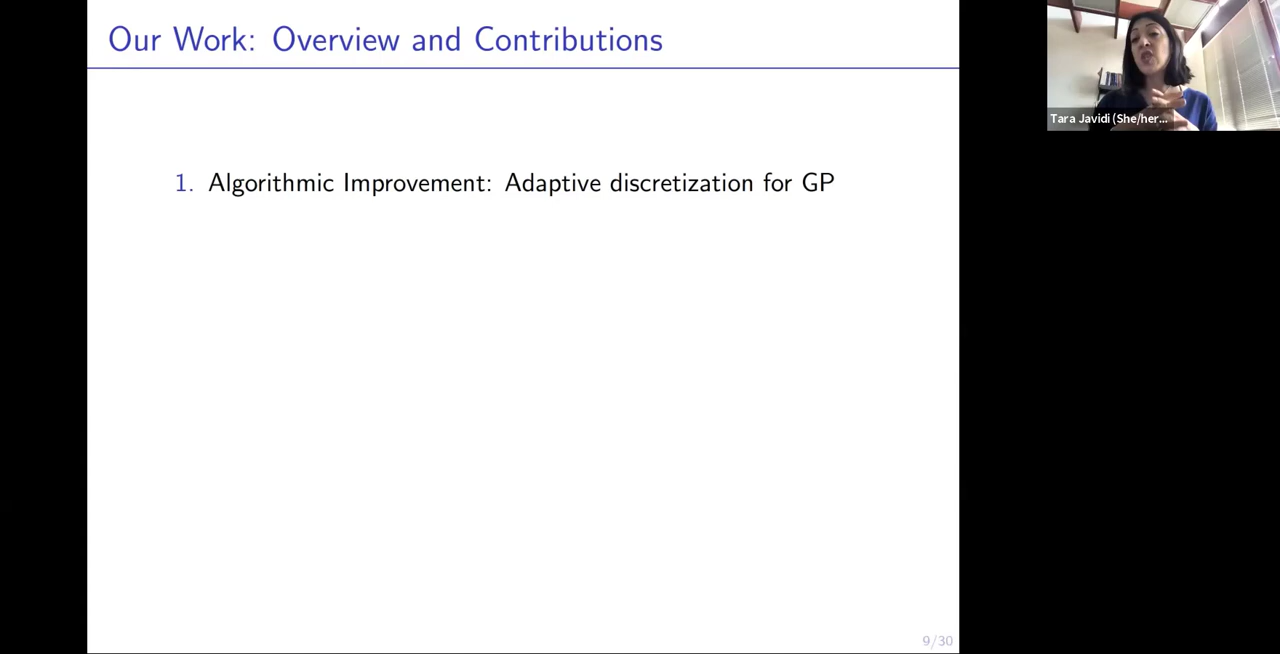 Our Work: Overview and Contributions
Tara Javidi (She/her...
1. Algorithmic Improvement: Adaptive discretization for GP
9/30